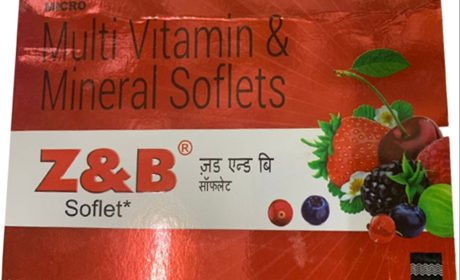 MICRO
Multi Vitamin &
Mineral Soflets
Z&B®
Soflet*
ज़ड एन्ड बि
सॉफलेट